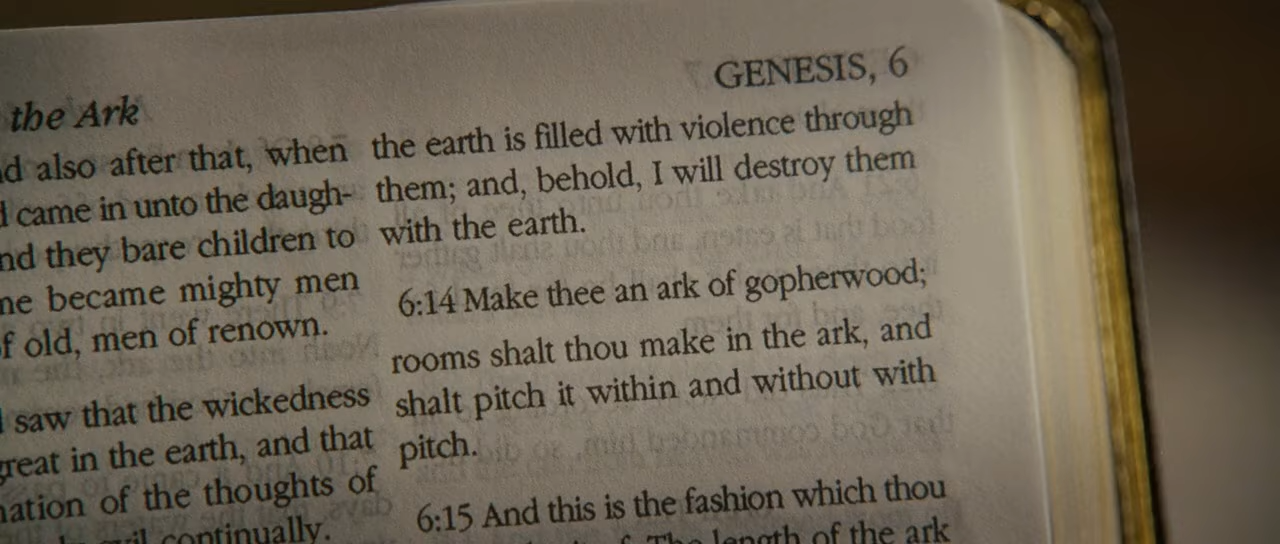 the Ark
GENESIS, 6
also after that, when
came in unto the daugh-
they bare children to
became mighty men
old, men of renown.
saw that the wickedness
great in the earth, and that
of the thoughts of
continually.
the earth is filled with violence through
them; and, behold, I will destroy them
with the earth.
6:14 Make thee an ark of gopherwood;
rooms shalt thou make in the ark, and
shalt pitch it within and without with
pitch.
6:15 And this is the fashion which thou
The length of the ark